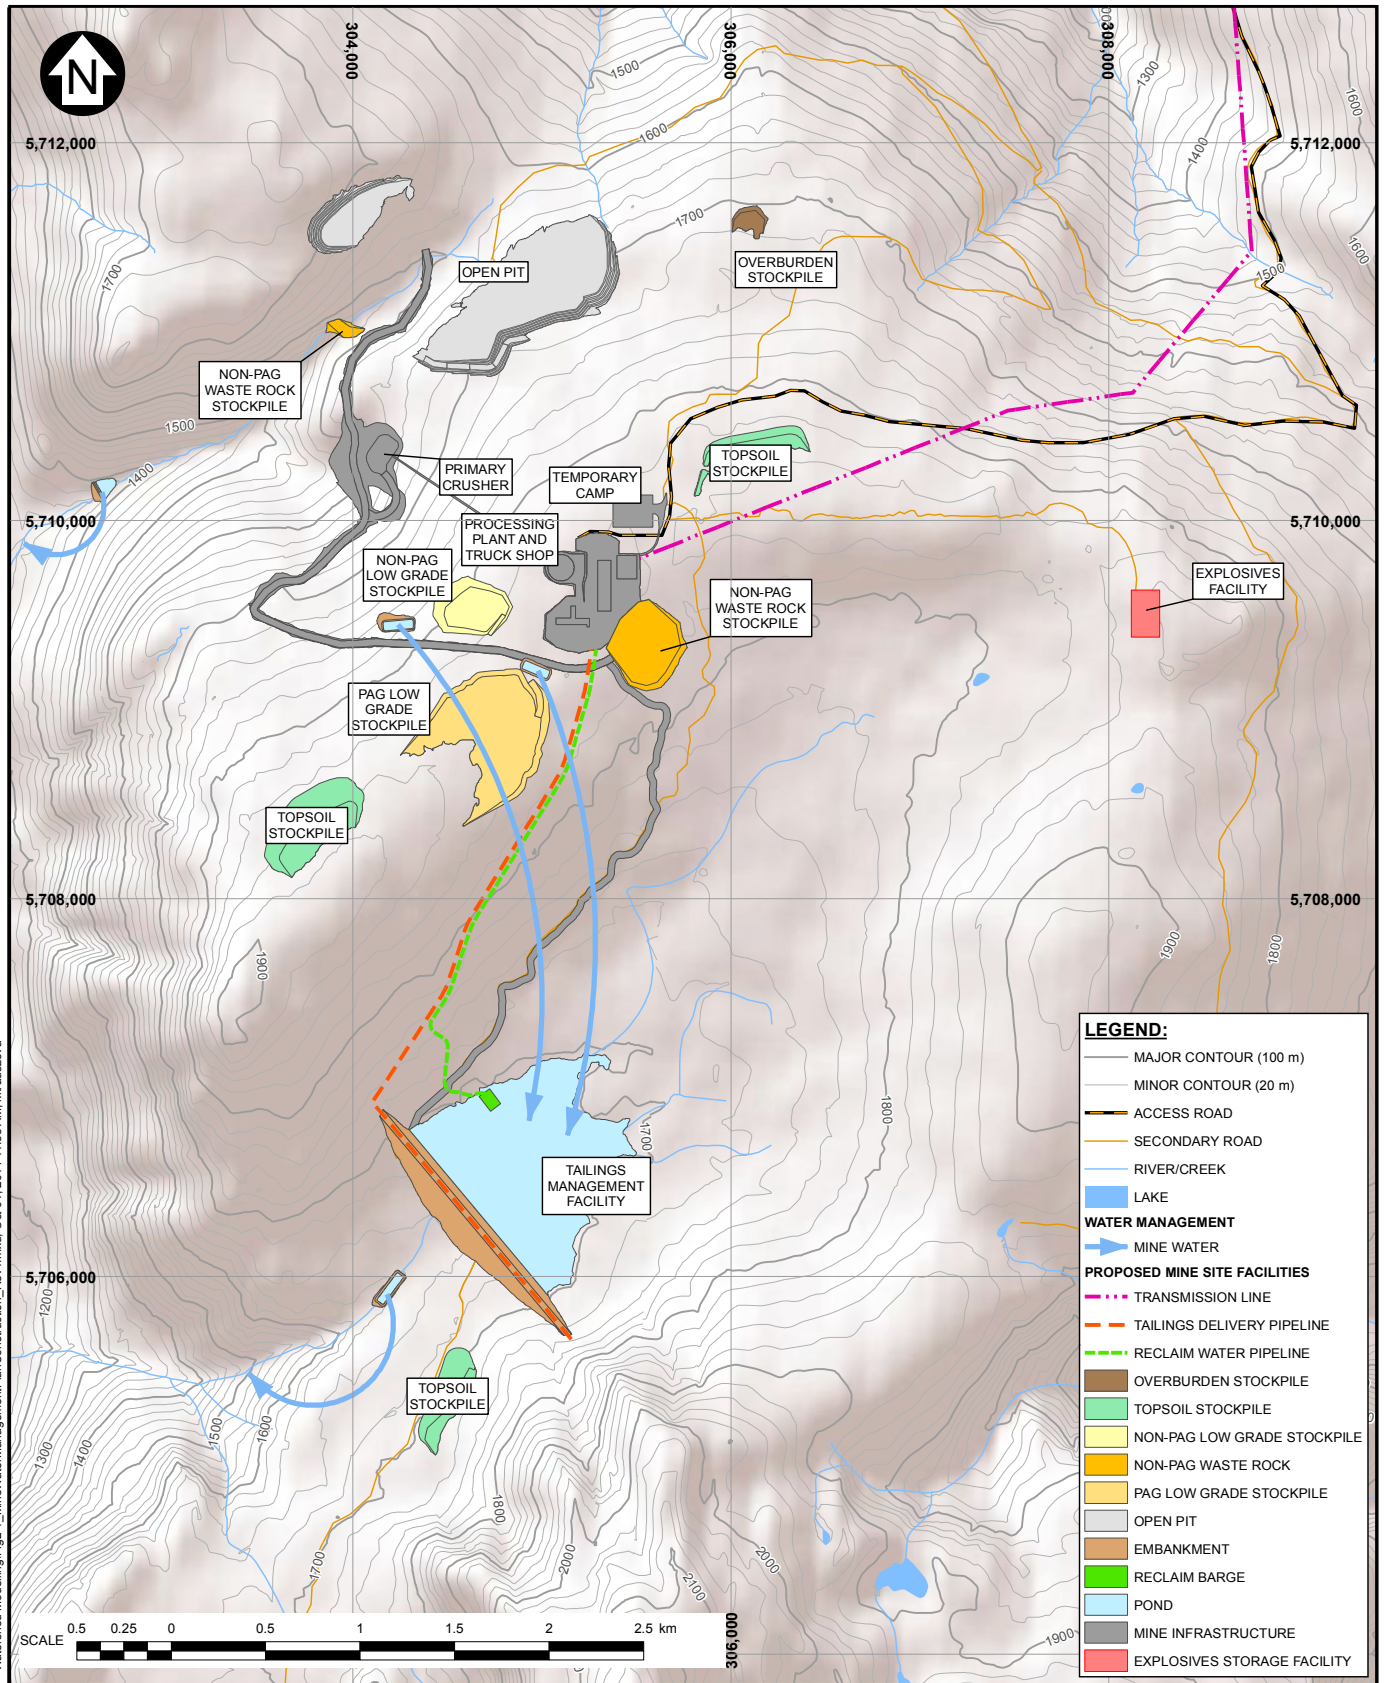 N
304,000
306,000
308,000
1500
1600
1300
1400
1600
5,712,000
5,712,000
1700
1700
1600
1500
OVERBURDEN
STOCKPILE
OPEN PIT
NON-PAG
WASTE ROCK
STOCKPILE
1500
1400
PRIMARY
CRUSHER
TEMPORARY
CAMP
TOPSOIL
STOCKPILE
5,710,000
5,710,000
PROCESSING
PLANT AND
TRUCK SHOP
NON-PAG
LOW GRADE
STOCKPILE
NON-PAG
WASTE ROCK
STOCKPILE
EXPLOSIVES
FACILITY
PAG LOW
GRADE
STOCKPILE
TOPSOIL
STOCKPILE
5,708,000
5,708,000
1900
1900
1800
1800
1700
TAILINGS
MANAGEMENT
FACILITY
5,706,000
1200
TOPSOIL
STOCKPILE
1500
1600
1300
1400
1800
1700
2000
2100
2000
1900
306,000
SCALE
0.5 0.25 0 0.5 1 1.5 2 2.5 km
LEGEND:
MAJOR CONTOUR (100 m)
MINOR CONTOUR (20 m)
ACCESS ROAD
SECONDARY ROAD
RIVER/CREEK
LAKE
WATER MANAGEMENT
MINE WATER
PROPOSED MINE SITE FACILITIES
TRANSMISSION LINE
TAILINGS DELIVERY PIPELINE
RECLAIM WATER PIPELINE
OVERBURDEN STOCKPILE
TOPSOIL STOCKPILE
NON-PAG LOW GRADE STOCKPILE
NON-PAG WASTE ROCK
PAG LOW GRADE STOCKPILE
OPEN PIT
EMBANKMENT
RECLAIM BARGE
POND
MINE INFRASTRUCTURE
EXPLOSIVES STORAGE FACILITY